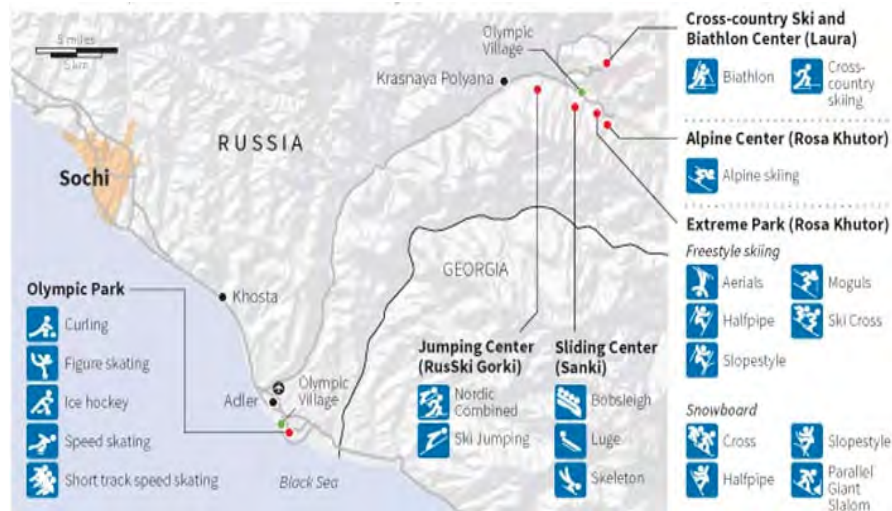 5 miles
5 km
Olympic
Village
Krasnaya Polyana
RUSSIA
Sochi
GEORGIA
Khosta
Adler
Olympic
Village
Black Sea
Olympic Park
Curling
Figure skating
Ice hockey
Speed skating
Short track speed skating
Jumping Center
(RusSki Gorki)
Nordic
Combined
Ski Jumping
Sliding Center
(Sanki)
Bobsleigh
Luge
Skeleton
Cross-country Ski and
Biathlon Center (Laura)
Biathlon
Cross-
country
skiing
Alpine Center (Rosa Khutor)
Alpine skiing
Extreme Park (Rosa Khutor)
Freestyle skiing
Aerials
Moguls
Halfpipe
Ski Cross
Slopestyle
Snowboard
Cross
Slopestyle
Halfpipe
Parallel
Giant
Slalom